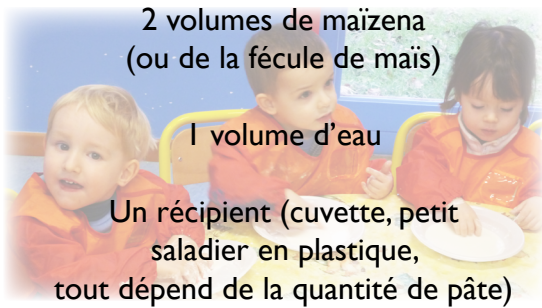 2 volumes de maïzena
(ou de la fécule de maïs)
1 volume d'eau
Un récipient (cuvette, petit
saladier en plastique,
tout dépend de la quantité de pâte)